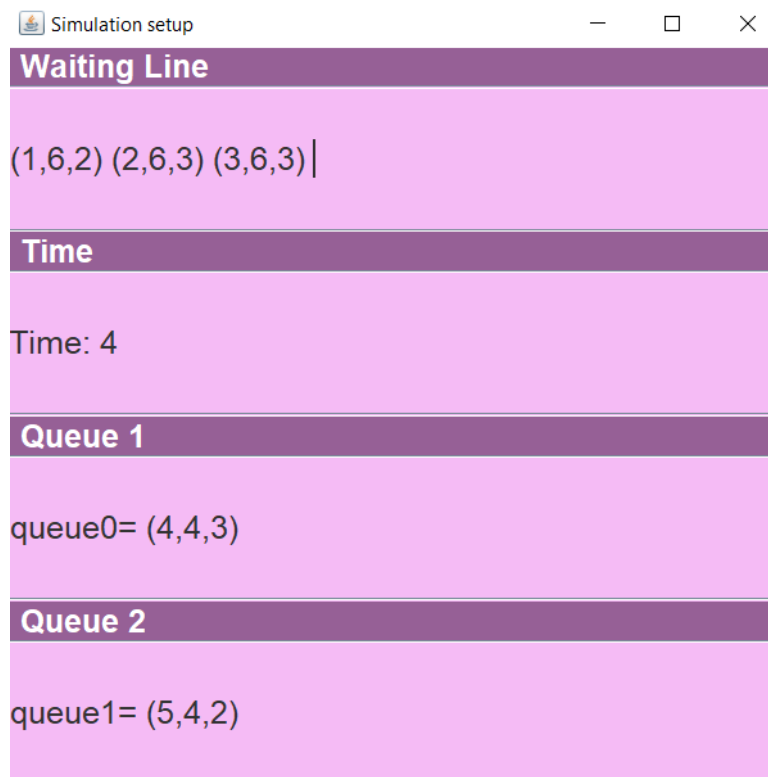 Simulation setup
Waiting Line
(1,6,2) (2,6,3) (3,6,3)
Time
Time: 4
Queue 1
queue0= (4,4,3)
Queue 2
queue1= (5,4,2)